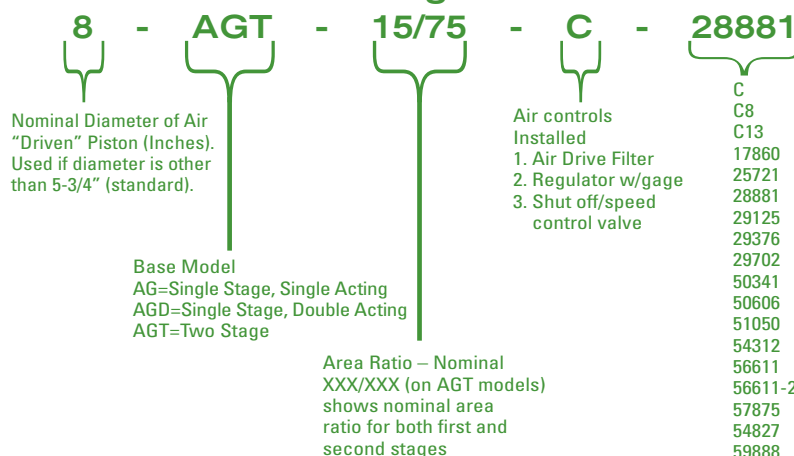 8 - AGT - 15/75 - C - 28881
Nominal Diameter of Air
“Driven” Piston (Inches).
Used if diameter is other
than 5-3/4” (standard).
Base Model
AG=Single Stage, Single Acting
AGD=Single Stage, Double Acting
AGT=Two Stage
Area Ratio – Nominal
XXX/XXX (on AGT models)
shows nominal area
ratio for both first and
second stages
Air controls
Installed
1. Air Drive Filter
2. Regulator w/gage
3. Shut off/speed
control valve
C
C8
C13
17860
25721
28881
29125
29376
29702
50341
50606
51050
54312
56611
56611-2
57875
54827
59888